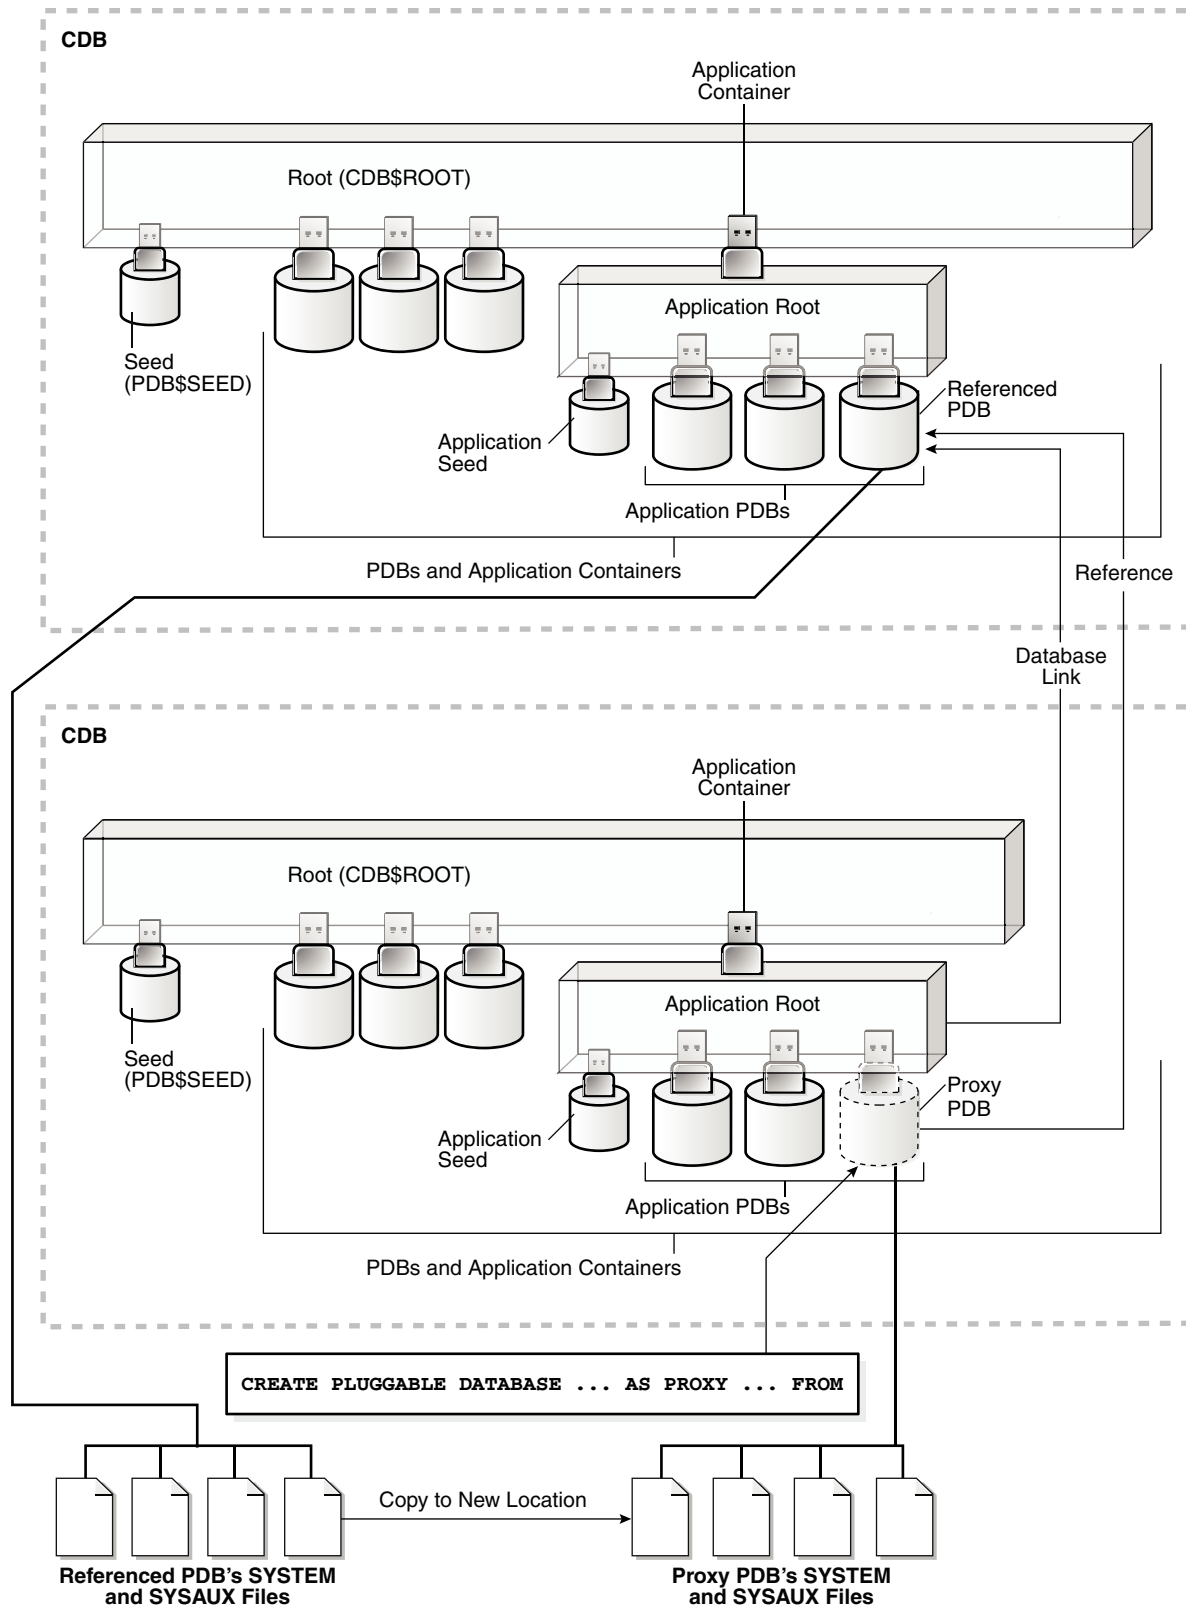 CDB
Application
Container
Root (CDB$ROOT)
Application Root
Seed
(PDB$SEED)
Referenced
PDB
Application
Seed
Application PDBs
PDBs and Application Containers
Reference
Database
Link
CDB
Application
Container
Root (CDB$ROOT)
Application Root
Seed
(PDB$SEED)
Proxy
PDB
Application
Seed
Application PDBs
PDBs and Application Containers
CREATE PLUGGABLE DATABASE ... AS PROXY ... FROM
Copy to New Location
Referenced PDB's SYSTEM
and SYSAUX Files
Proxy PDB's SYSTEM
and SYSAUX Files